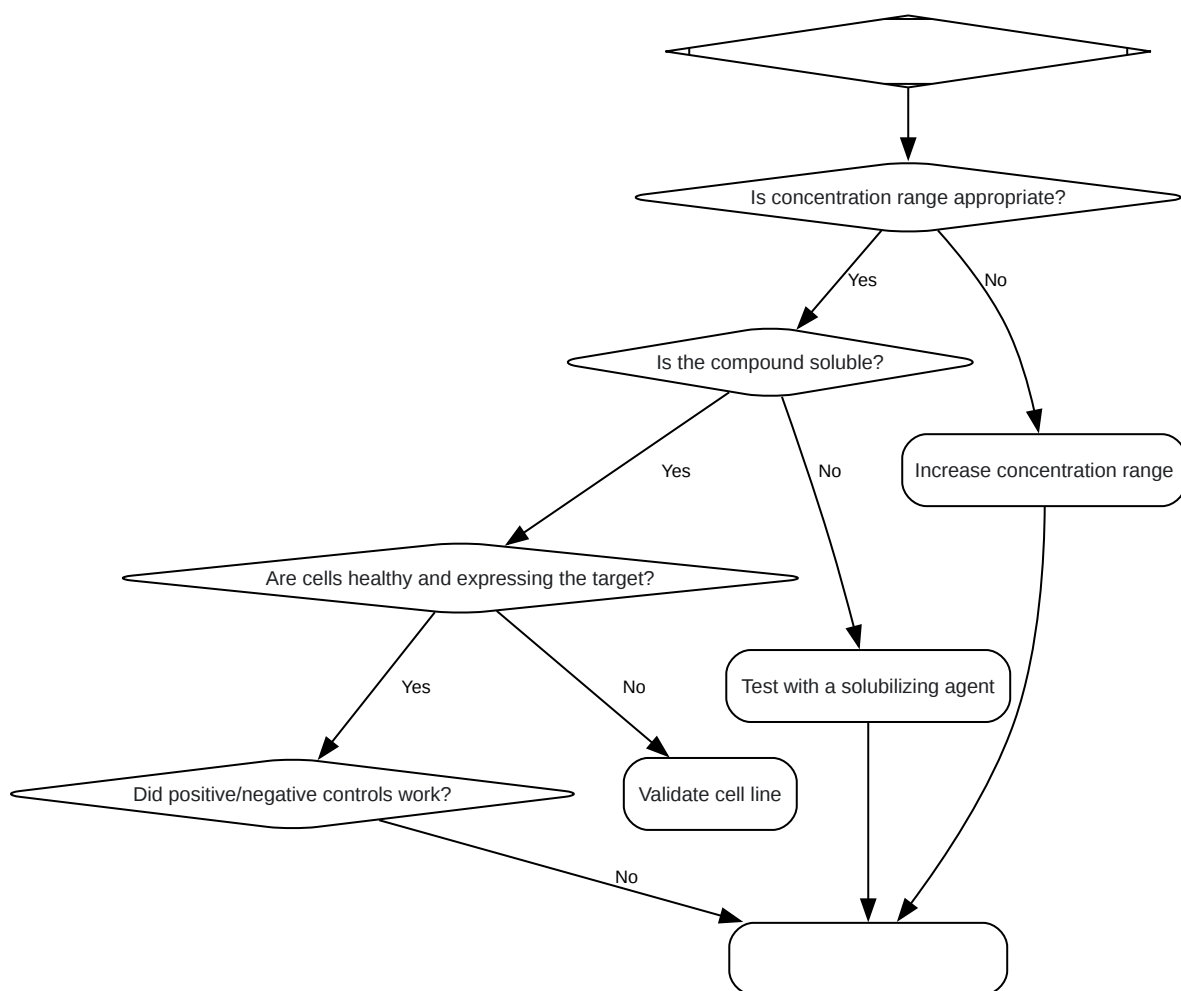 Is concentration range appropriate?
Yes
No
Is the compound soluble?
Increase concentration range
Yes
No
Are cells healthy and expressing the target?
Test with a solubilizing agent
Yes
No
Did positive/negative controls work?
Validate cell line
No